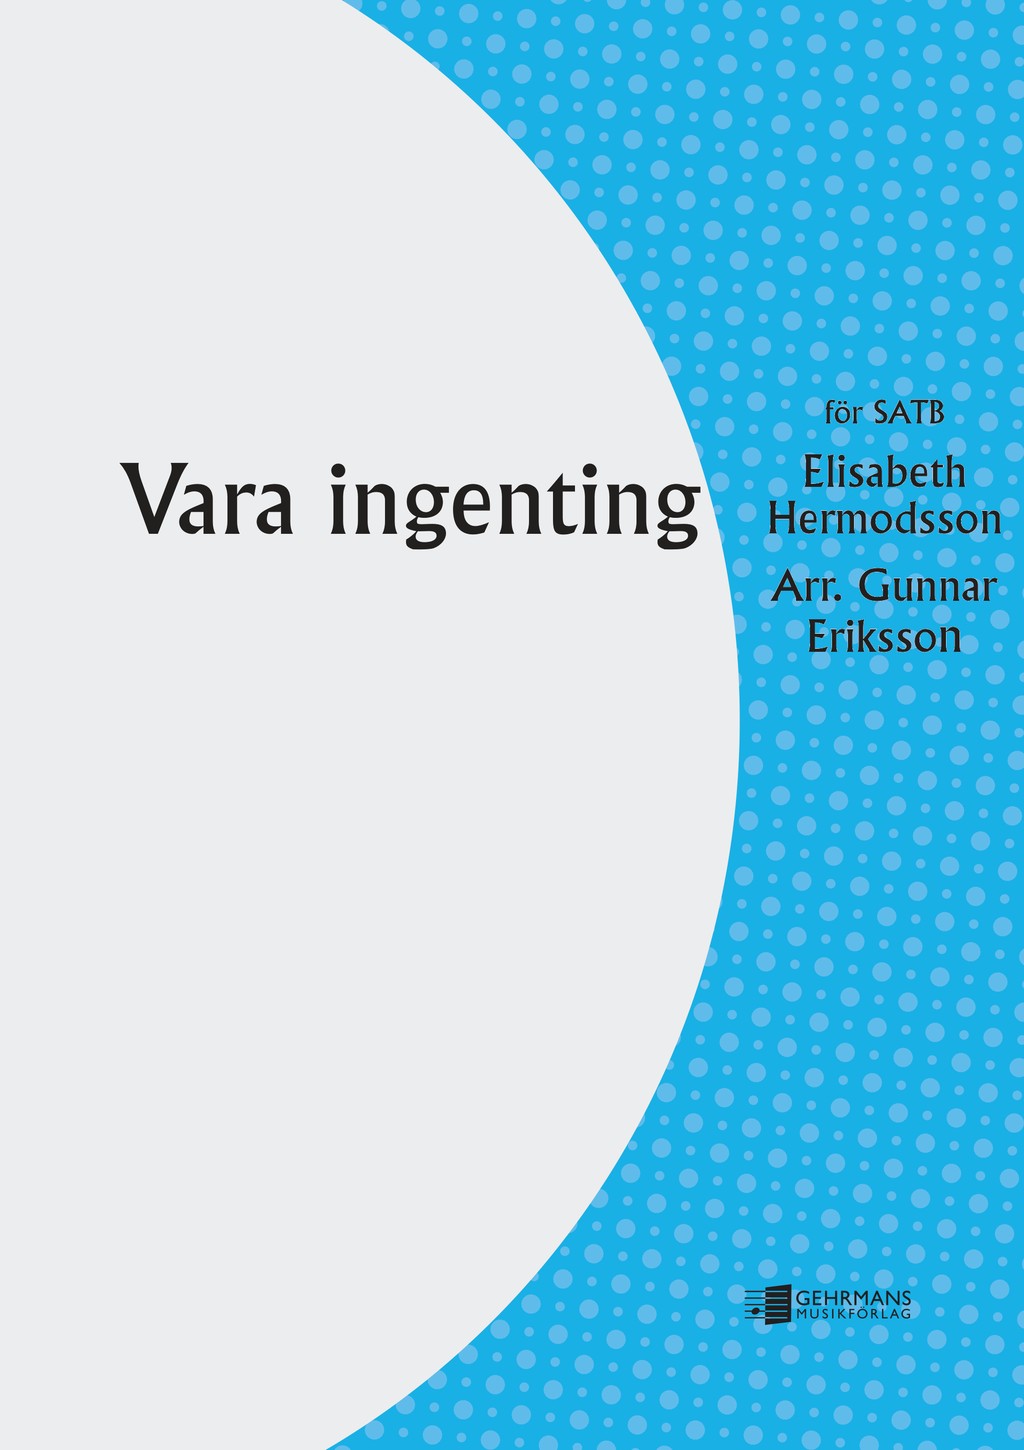 Vara ingenting
för SATB
Elisabeth
Hermodsson
Arr. Gunnar
Eriksson
GEHRMANS
MUSIKFÖRLAG